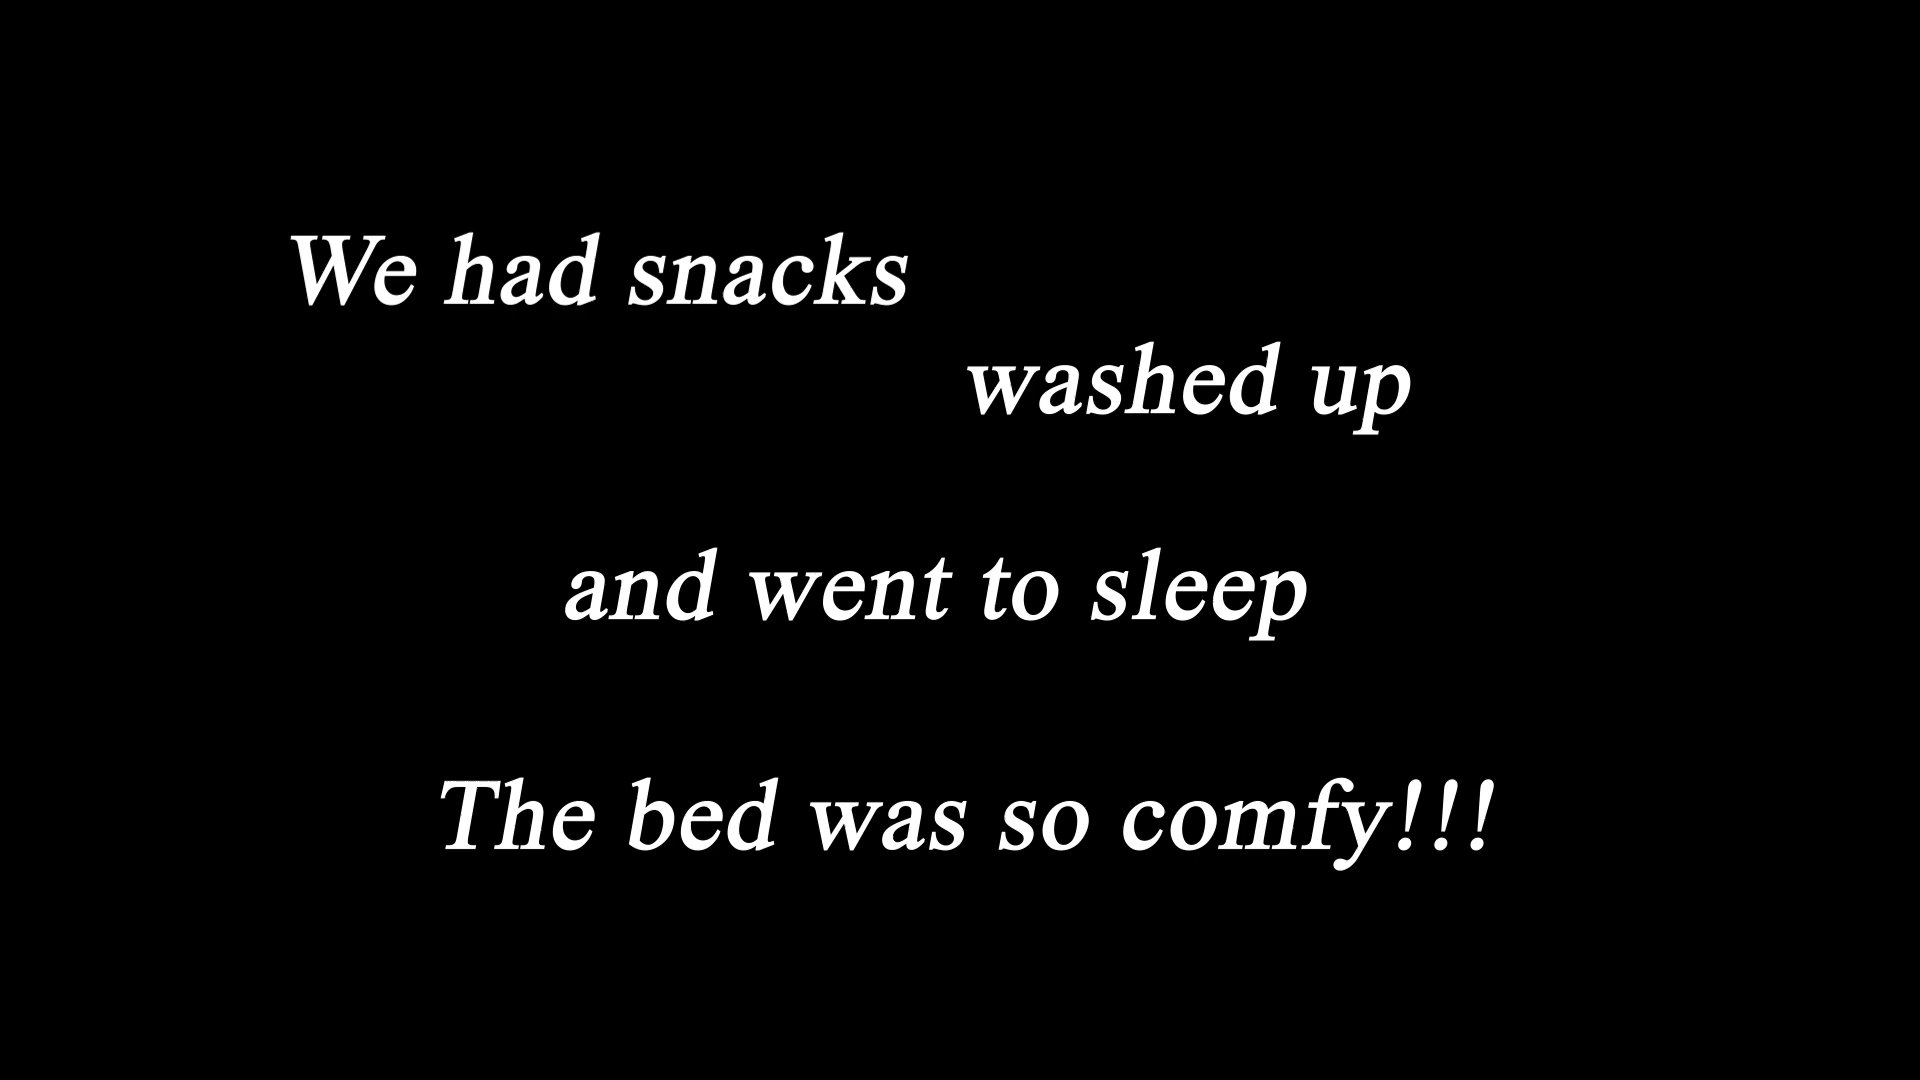 We had snacks
washed up
and went to sleep
The bed was so comfy!!!